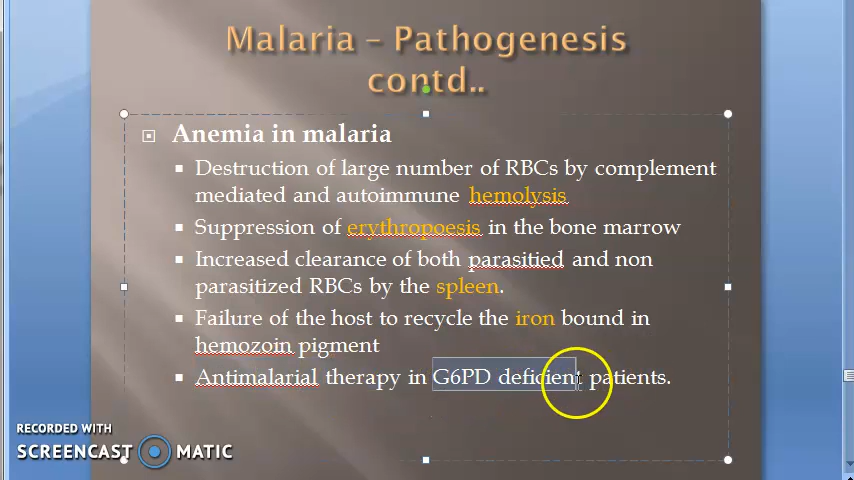 Malaria – Pathogenesis
contd..
Anemia in malaria
Destruction of large number of RBCs by complement
mediated and autoimmune hemolysis
Suppression of erythropoesis in the bone marrow
Increased clearance of both parasitied and non
parasitized RBCs by the spleen.
Failure of the host to recycle the iron bound in
hemozoin pigment
Antimalarial therapy in G6PD deficient patients.
RECORDED WITH
SCREENCAST MATIC